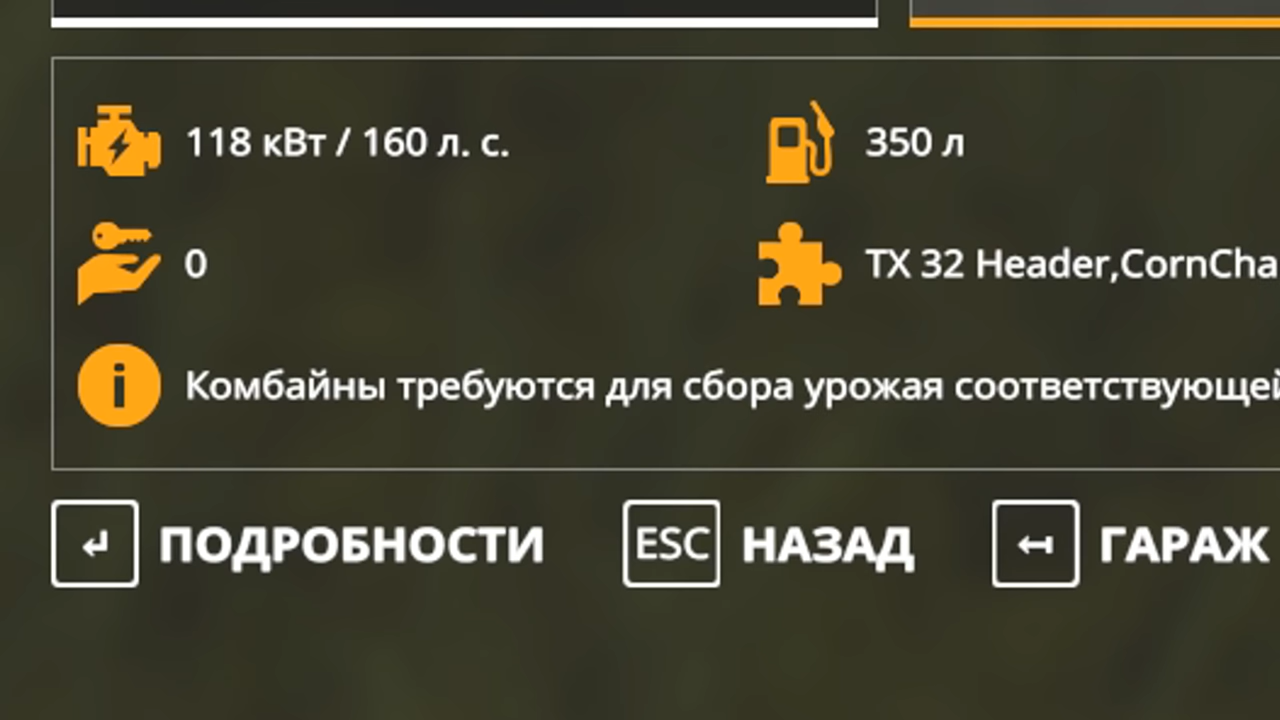 118 кВт / 160 л. с.
350 л
0
TX 32 Header,CornCha
Комбайны требуются для сбора урожая соответствующей
ПОДРОБНОСТИ
ESC НАЗАД
ГАРАЖ